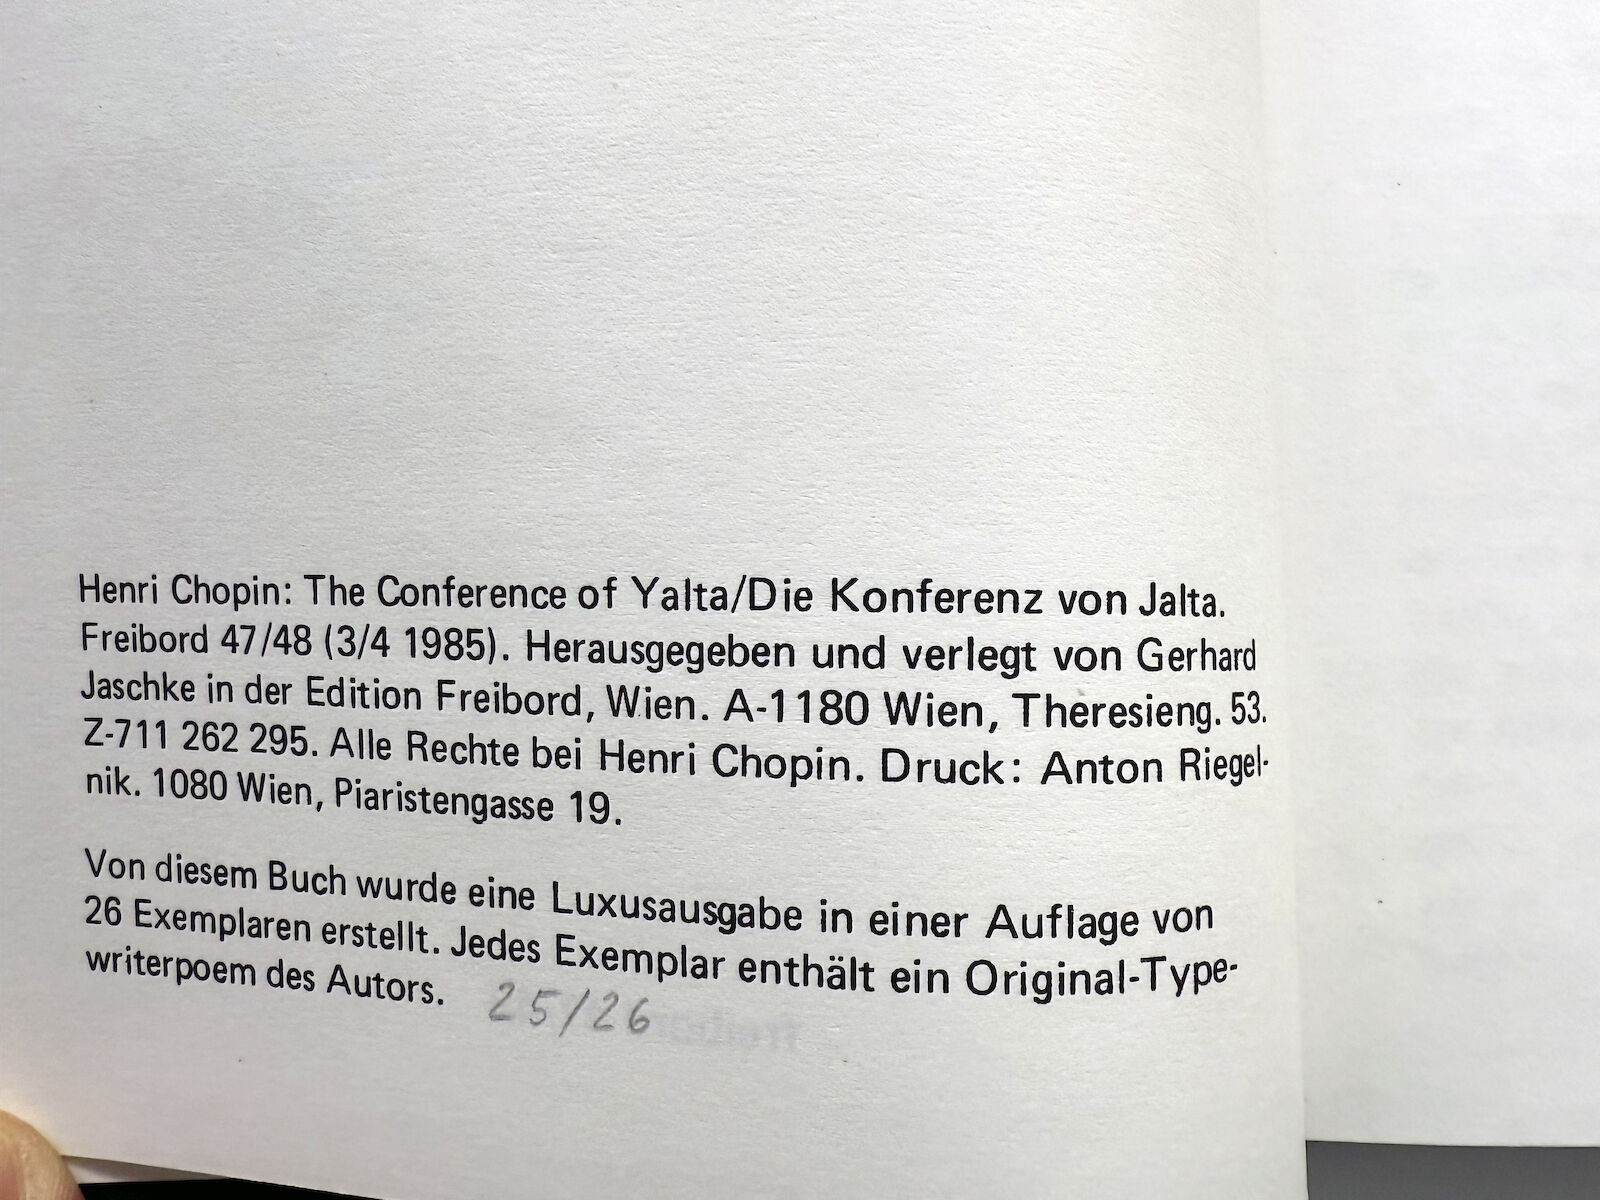 Henri Chopin: The Conference of Yalta/Die Konferenz von Jalta.
Freibord 47/48 (3/4 1985). Herausgegeben und verlegt von Gerhard
Jaschke in der Edition Freibord, Wien. A-1180 Wien, Theresieng. 53.
Z-711 262 295. Alle Rechte bei Henri Chopin. Druck: Anton Riegel-
nik. 1080 Wien, Piaristengasse 19.
Von diesem Buch wurde eine Luxusausgabe in einer Auflage von
26 Exemplaren erstellt. Jedes Exemplar enthält ein Original-Type-
writerpoem des Autors. 25/26